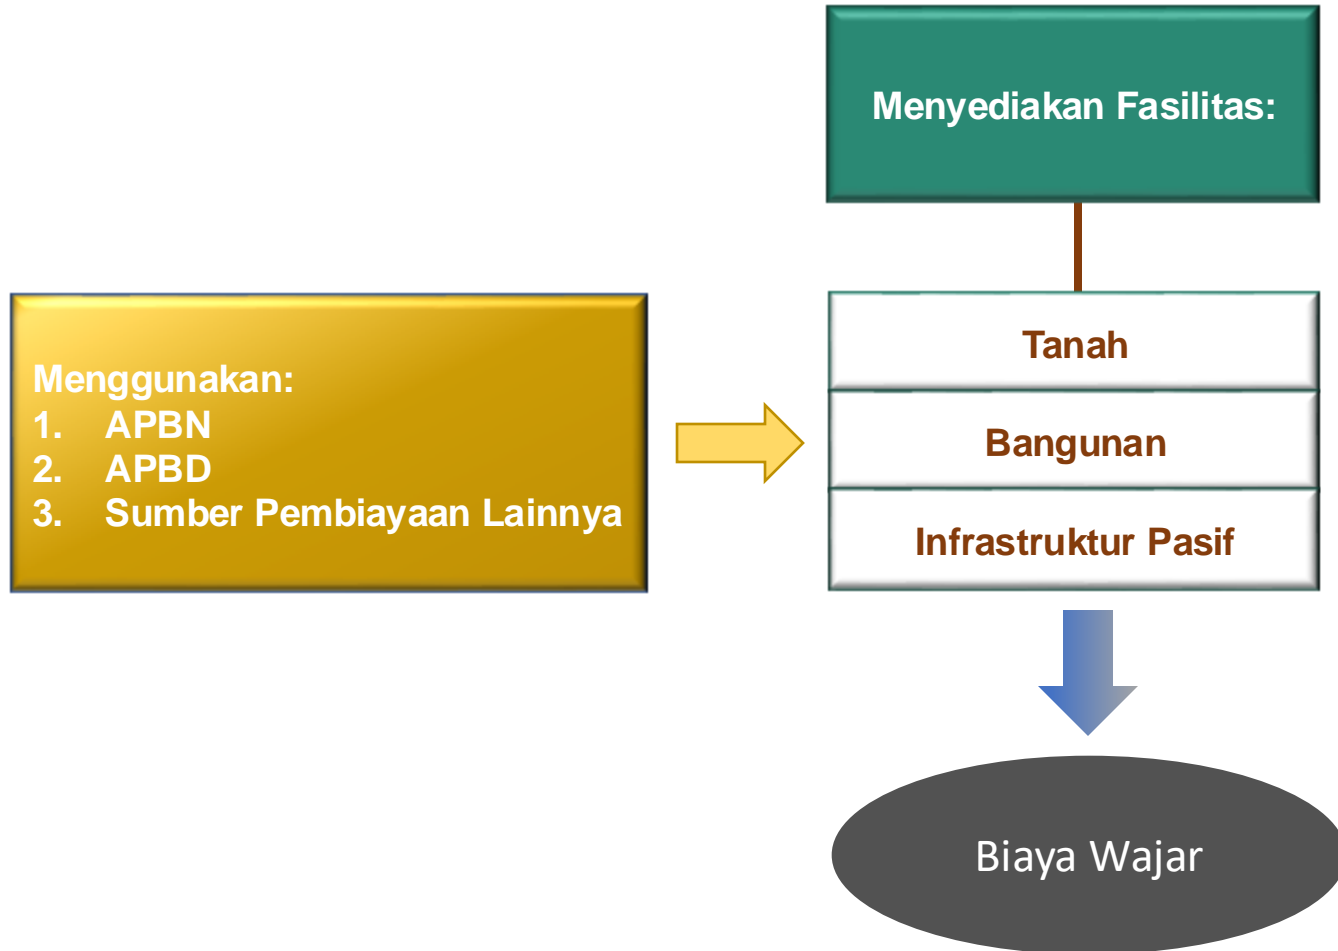 Menyediakan Fasilitas:
Menggunakan:
1. APBN
2. APBD
3. Sumber Pembiayaan Lainnya
Tanah
Bangunan
Infrastruktur Pasif
Biaya Wajar